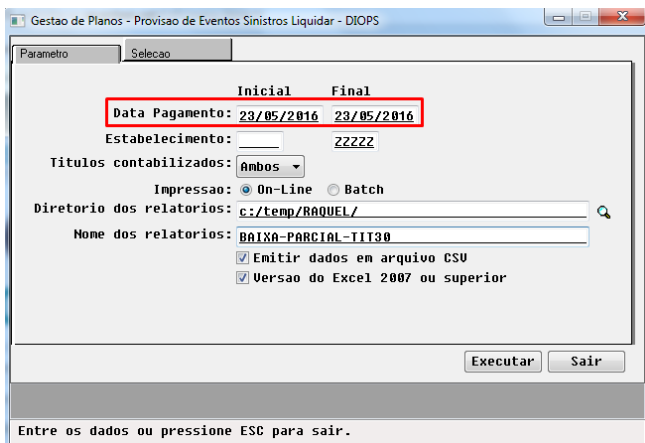 Gestao de Planos - Provisao de Eventos Sinistros Liquidar - DIOPS
Parametro Selecao
Inicial Final
Data Pagamento: 23/05/2016 23/05/2016
Estabelecimento: _____ ZZZZZ
Titulos contabilizados: Ambos
Impressao: On-Line Batch
Diretorio dos relatorios: c:/temp/RAQUEL/
Nome dos relatorios: BAIXA-PARCIAL-TIT30
Emitir dados em arquivo CSV
Versao do Excel 2007 ou superior
Executar Sair
Entre os dados ou pressione ESC para sair.